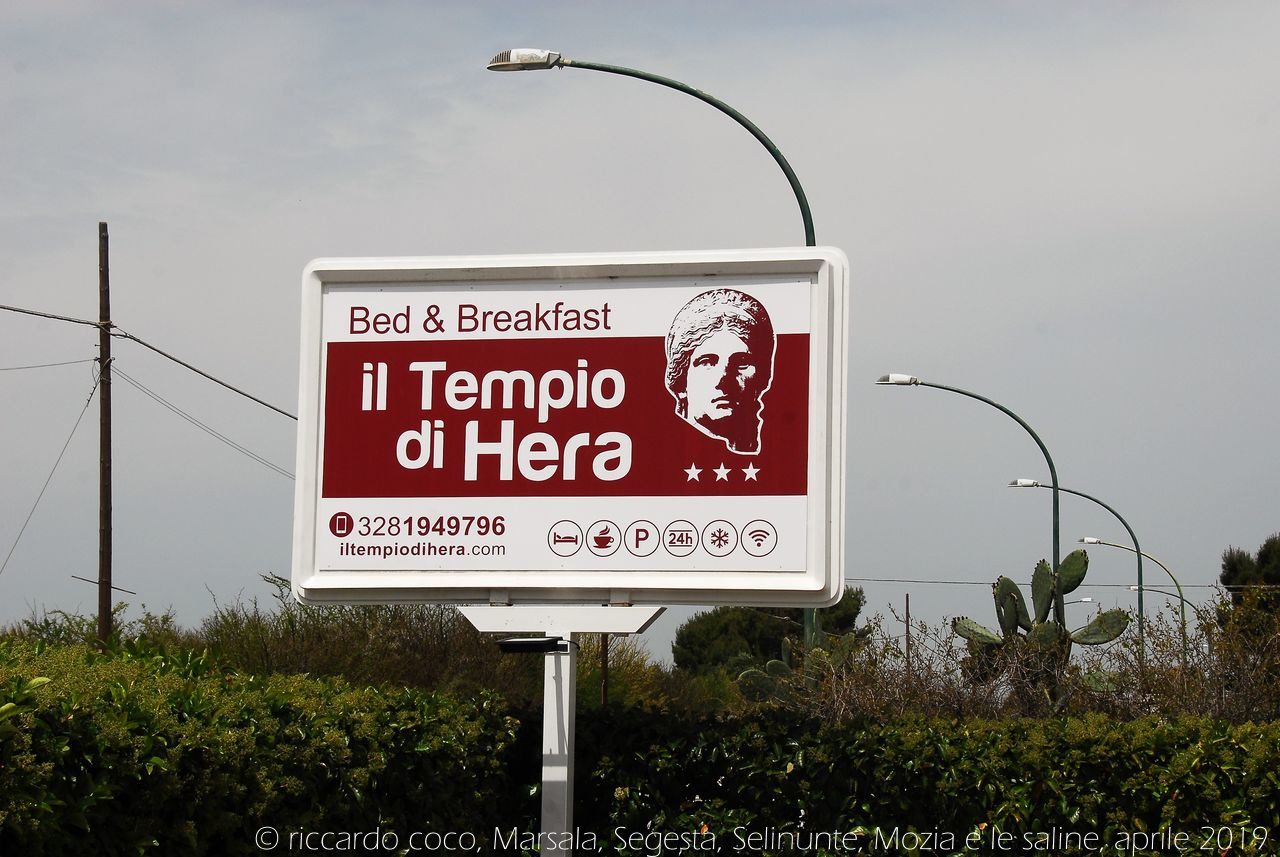 Bed & Breakfast
il Tempio
di Hera
3281949796
iltempiodihera.com
P
24h
© riccardo coco, Marsala, Segesta, Selinunte, Mozia e le saline, aprile 2019